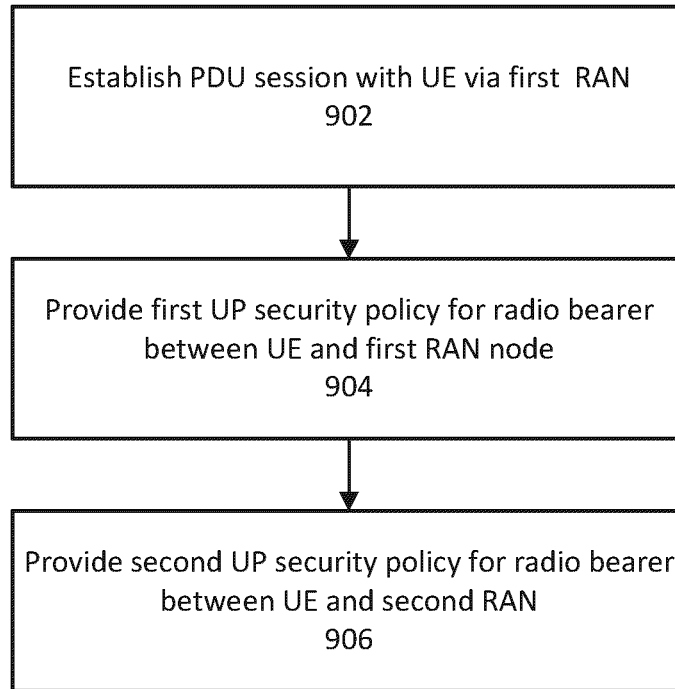 Establish PDU session with UE via first RAN
902
Provide first UP security policy for radio bearer
between UE and first RAN node
904
Provide second UP security policy for radio bearer
between UE and second RAN
906